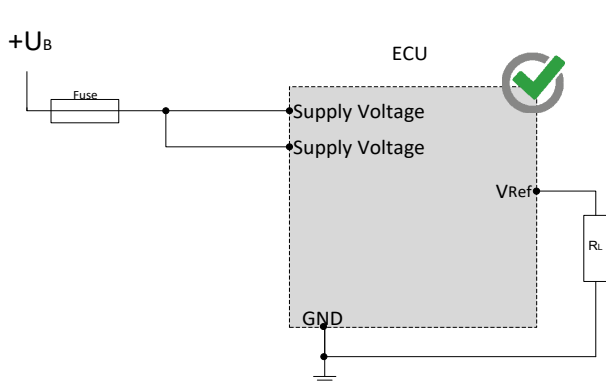 +UB
ECU
Fuse
Supply Voltage
Supply Voltage
VRef
RL
GND